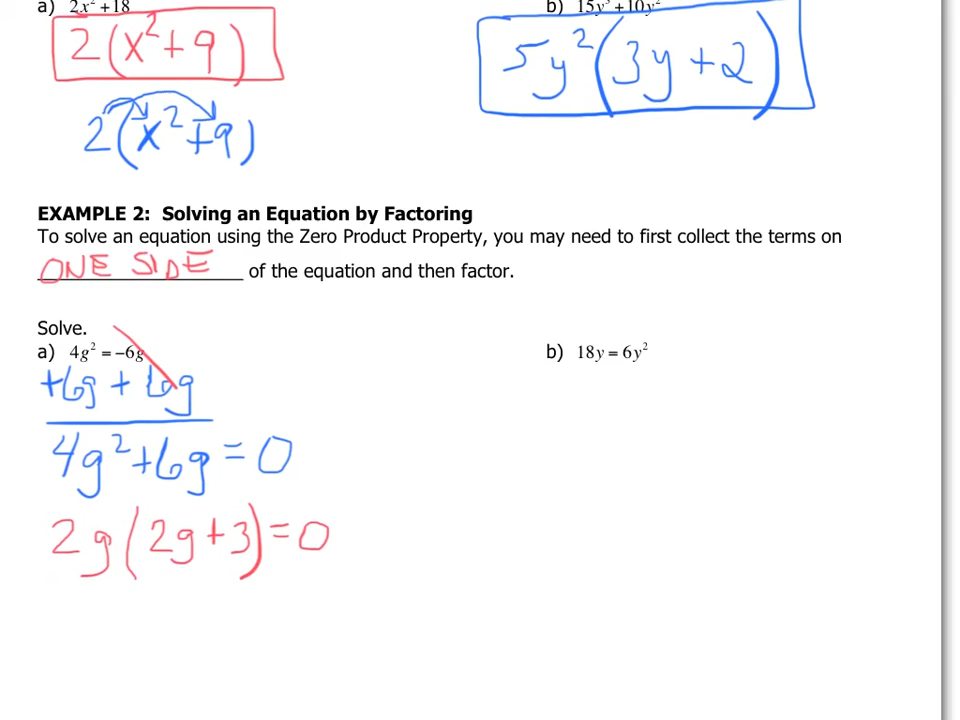 a) 2x² +18
b) 15y³ +10y²
2(x²+9)
5y²(3y+2)
2(x²+9)
EXAMPLE 2: Solving an Equation by Factoring
To solve an equation using the Zero Product Property, you may need to first collect the terms on
ONE SIDE of the equation and then factor.
Solve.
a) 4g² = −6g
b) 18y = 6y²
+6g + 6g
4g²+6g=0
2g(2g+3)=0